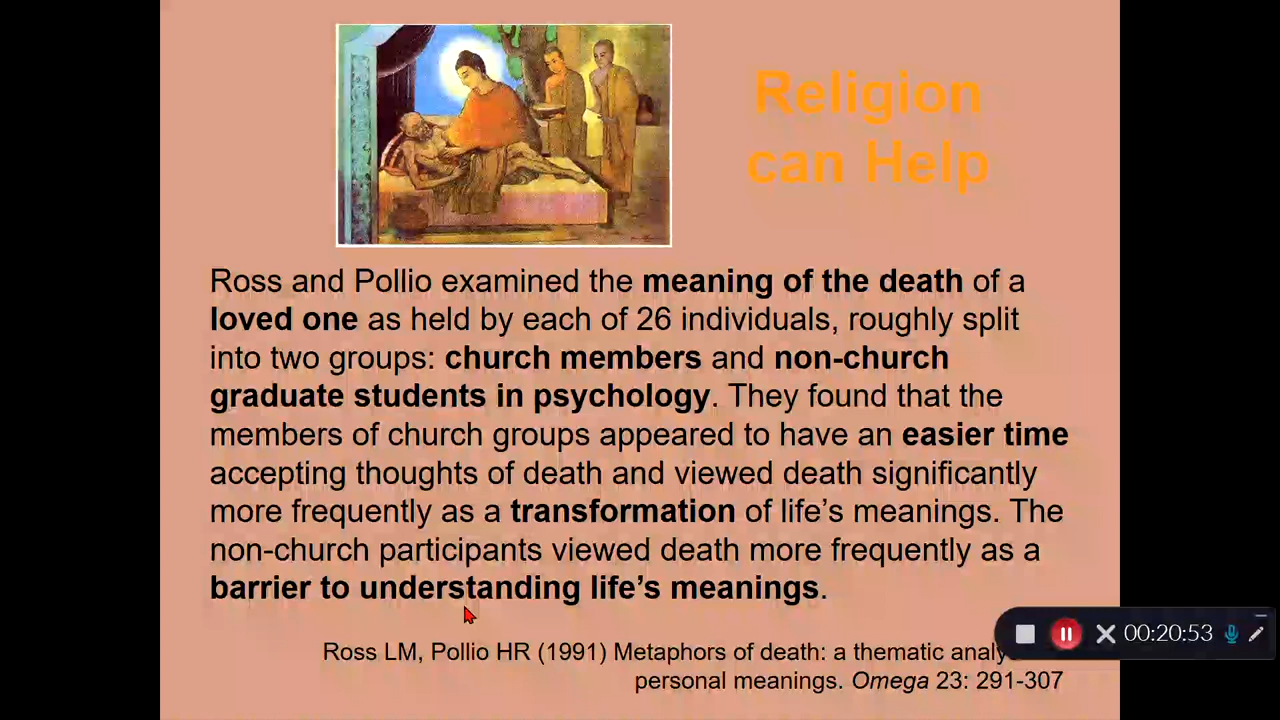 Religion
can Help
Ross and Pollio examined the meaning of the death of a
loved one as held by each of 26 individuals, roughly split
into two groups: church members and non-church
graduate students in psychology. They found that the
members of church groups appeared to have an easier time
accepting thoughts of death and viewed death significantly
more frequently as a transformation of life’s meanings. The
non-church participants viewed death more frequently as a
barrier to understanding life’s meanings.
00:20:53
Ross LM, Pollio HR (1991) Metaphors of death: a thematic
personal meanings. Omega 23: 291-307